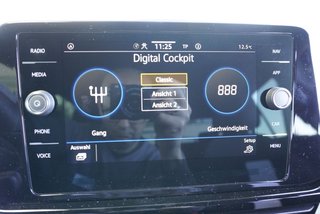 RADIO
11:25
TP
12.5°C
NAV
Digital Cockpit
MEDIA
APP
Classic
Ansicht 1
888
Ansicht 2
PHONE
Gang
Geschwindigkeit
CAR
VOICE
Auswahl
Setup
MENU